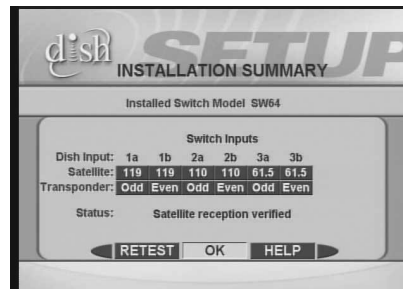 dish
SETUP
INSTALLATION SUMMARY
Installed Switch Model SW64
Switch Inputs
Dish Input: 1a 1b 2a 2b 3a 3b
Satellite: 119 119 110 110 61.5 61.5
Transponder: Odd Even Odd Even Odd Even
Status: Satellite reception verified
RETEST OK HELP